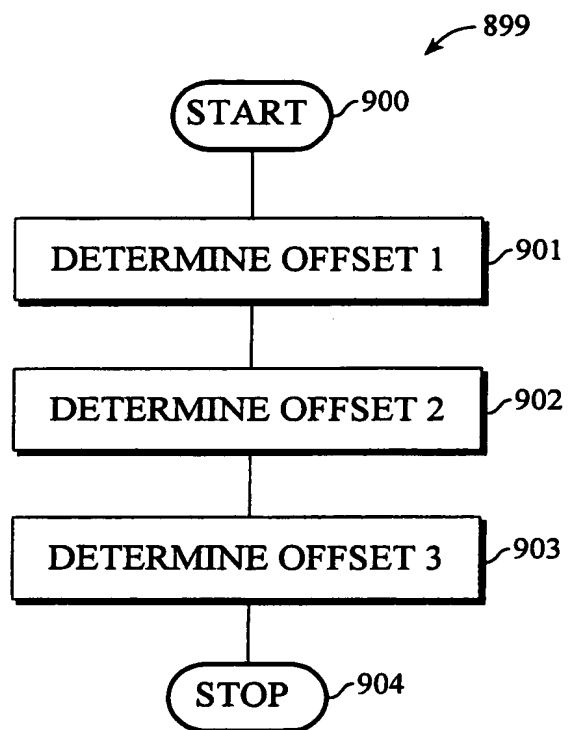 899
START 900
DETERMINE OFFSET 1 901
DETERMINE OFFSET 2 902
DETERMINE OFFSET 3 903
STOP 904